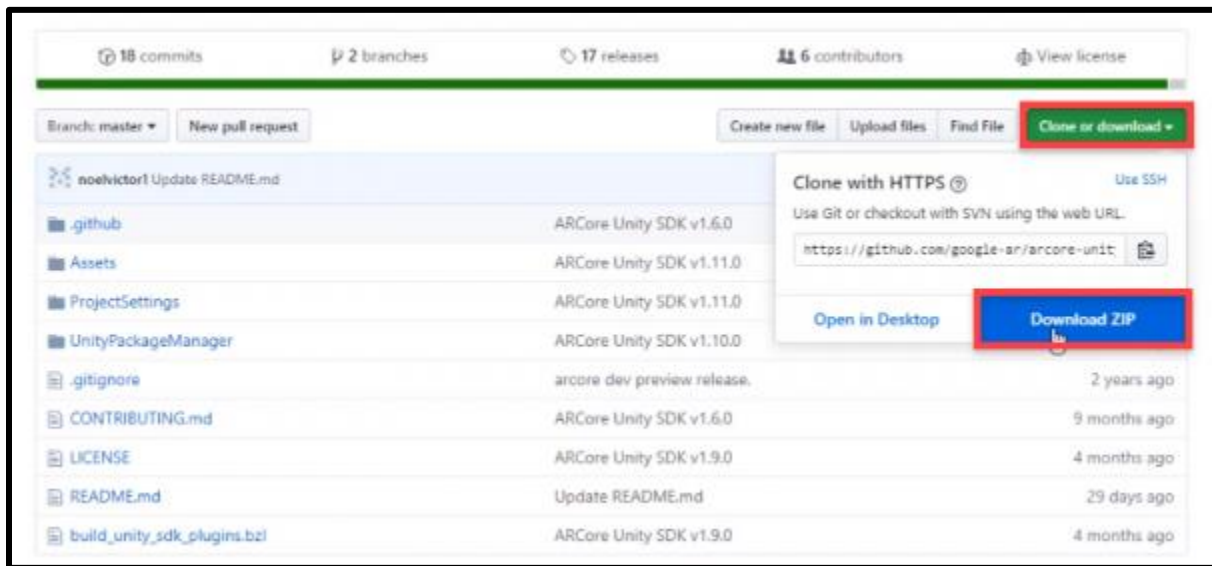 18 commits 2 branches 17 releases 6 contributors View license
Branch: master New pull request Create new file Upload files Find File Clone or download
noelvictor1 Update README.md
Clone with HTTPS Use SSH
Use Git or checkout with SVN using the web URL.
https://github.com/google-ar/arcore-unit
Open in Desktop Download ZIP
.github ARCore Unity SDK v1.6.0
Assets ARCore Unity SDK v1.11.0
ProjectSettings ARCore Unity SDK v1.11.0
UnityPackageManager ARCore Unity SDK v1.10.0
.gitignore arcore dev preview release. 2 years ago
CONTRIBUTING.md ARCore Unity SDK v1.6.0 9 months ago
LICENSE ARCore Unity SDK v1.9.0 4 months ago
README.md Update README.md 29 days ago
build_unity_sdk_plugins.bzl ARCore Unity SDK v1.9.0 4 months ago